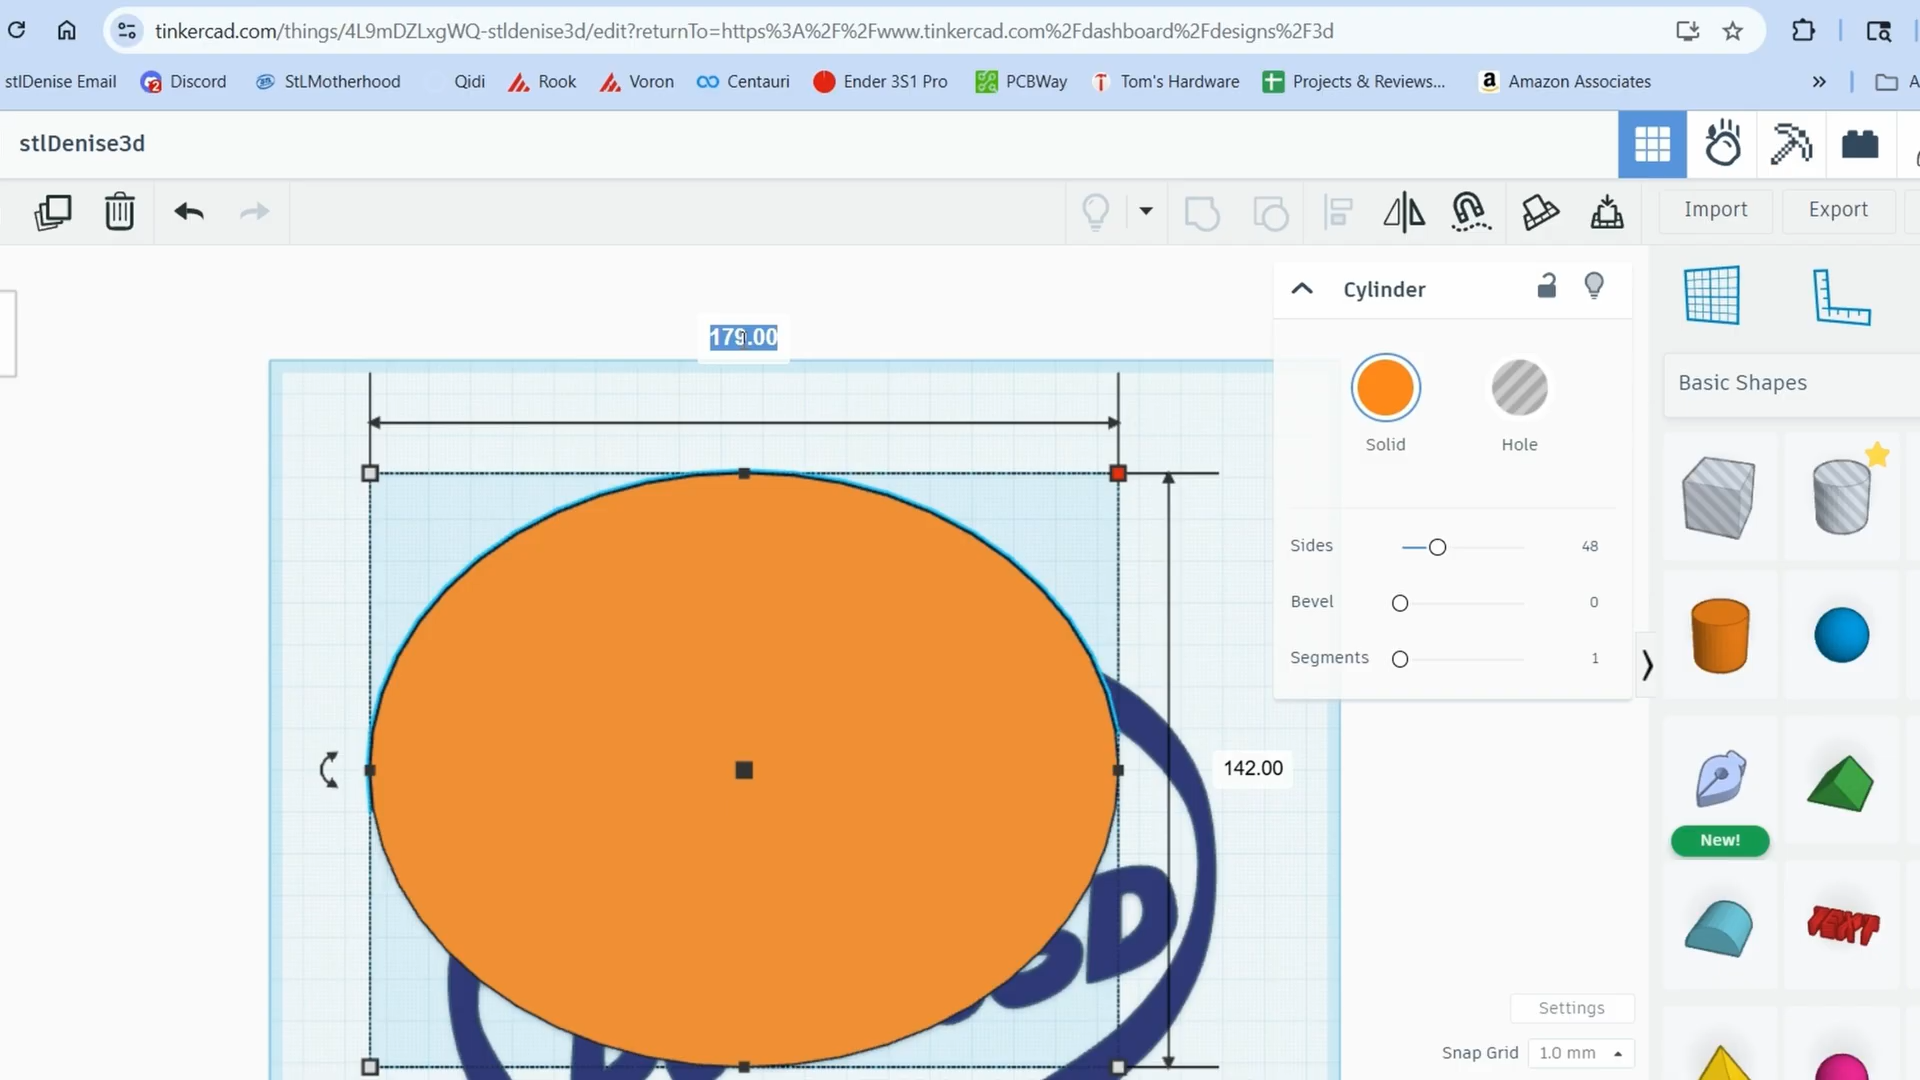 tinkercad.com/things/4L9mDZLxgWQ-stldenise3d/edit?returnTo=https%3A%2F%2Fwww.tinkercad.com%2Fdashboard%2Fdesigns%2F3d
stlDenise Email 2 Discord StLMotherhood Qidi Rook Voron Centauri Ender 3S1 Pro PCBWay Tom's Hardware Projects & Reviews... Amazon Associates » A
stlDenise3d
Import Export
Cylinder
179.00
Solid Hole
Basic Shapes
Sides 48
Bevel 0
Segments 1
142.00
New!
3D
TEXT
Settings
Snap Grid 1.0 mm